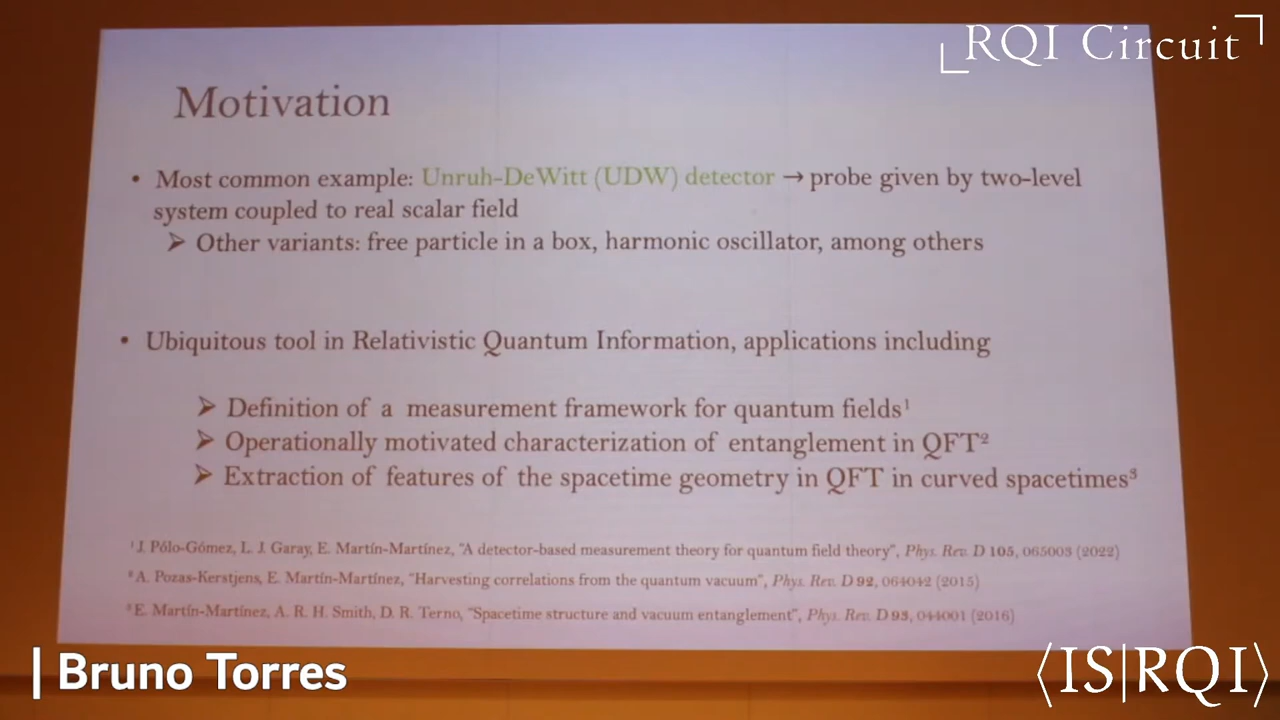 RQI Circuit
Motivation
• Most common example: Unruh-DeWitt (UDW) detector → probe given by two-level
system coupled to real scalar field
➤ Other variants: free particle in a box, harmonic oscillator, among others
• Ubiquitous tool in Relativistic Quantum Information, applications including
➤ Definition of a measurement framework for quantum fields¹
➤ Operationally motivated characterization of entanglement in QFT²
➤ Extraction of features of the spacetime geometry in QFT in curved spacetimes³
¹J. Pólo-Gómez, L. J. Garay, E. Martín-Martínez, “A detector-based measurement theory for quantum field theory”, Phys. Rev. D 105, 065003 (2022)
²A. Pozas-Kerstjens, E. Martín-Martínez, “Harvesting correlations from the quantum vacuum”, Phys. Rev. D 92, 064042 (2015)
³E. Martín-Martínez, A. R. H. Smith, D. R. Terno, “Spacetime structure and vacuum entanglement”, Phys. Rev. D 93, 044001 (2016)
| Bruno Torres
⟨IS|RQI⟩